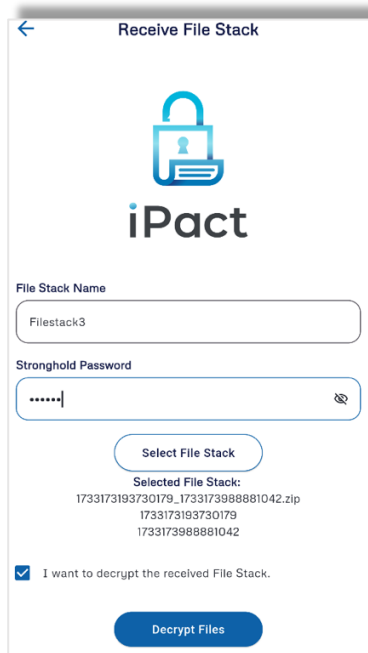 Receive File Stack
iPact
File Stack Name
Filestack3
Stronghold Password
••••••
Select File Stack
Selected File Stack:
1733173193730179_1733173988881042.zip
1733173193730179
1733173988881042
I want to decrypt the received File Stack.
Decrypt Files